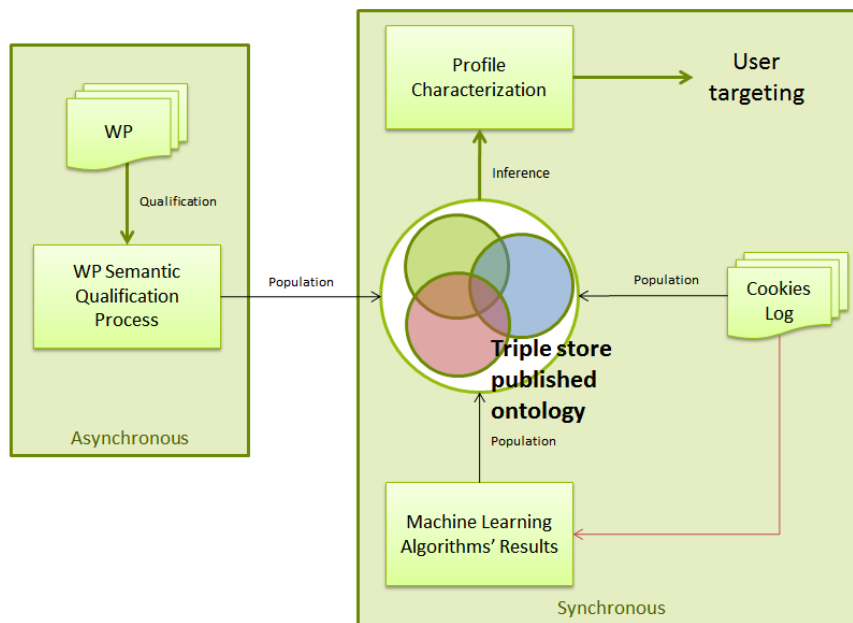 WP
Qualification
WP Semantic
Qualification
Process
Population
Asynchronous
Profile
Characterization
User
targeting
Inference
Population
Cookies
Log
Triple store
published
ontology
Population
Machine Learning
Algorithms’ Results
Synchronous